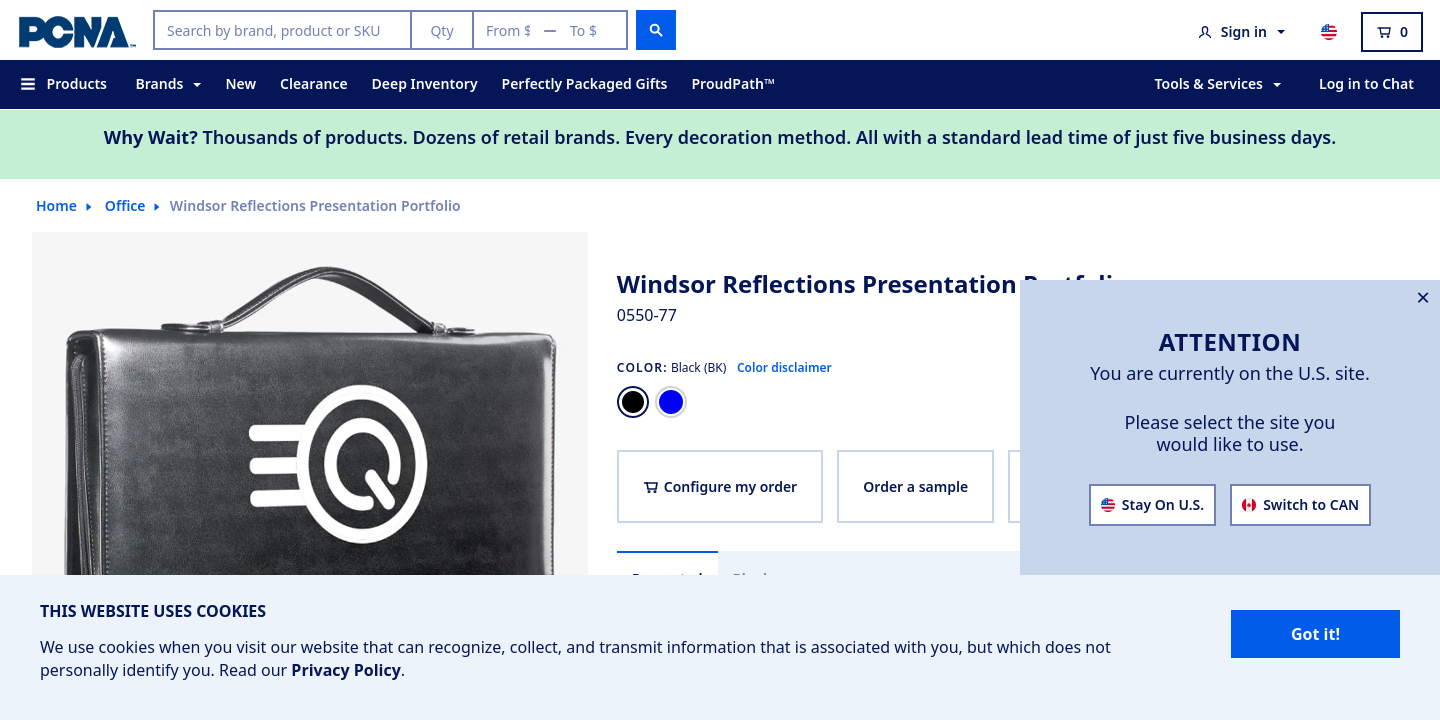 PCNA
Search by brand, product or SKU
Qty
From $ — To $
Sign in
0
Products
Brands
New
Clearance
Deep Inventory
Perfectly Packaged Gifts
ProudPath™
Tools & Services
Log in to Chat
Why Wait? Thousands of products. Dozens of retail brands. Every decoration method. All with a standard lead time of just five business days.
Home
Office
Windsor Reflections Presentation Portfolio
Windsor Reflections Presentation
0550-77
COLOR: Black (BK) Color disclaimer
Configure my order
Order a sample
×
ATTENTION
You are currently on the U.S. site.
Please select the site you
would like to use.
Stay On U.S.
Switch to CAN
THIS WEBSITE USES COOKIES
We use cookies when you visit our website that can recognize, collect, and transmit information that is associated with you, but which does not
personally identify you. Read our Privacy Policy.
Got it!